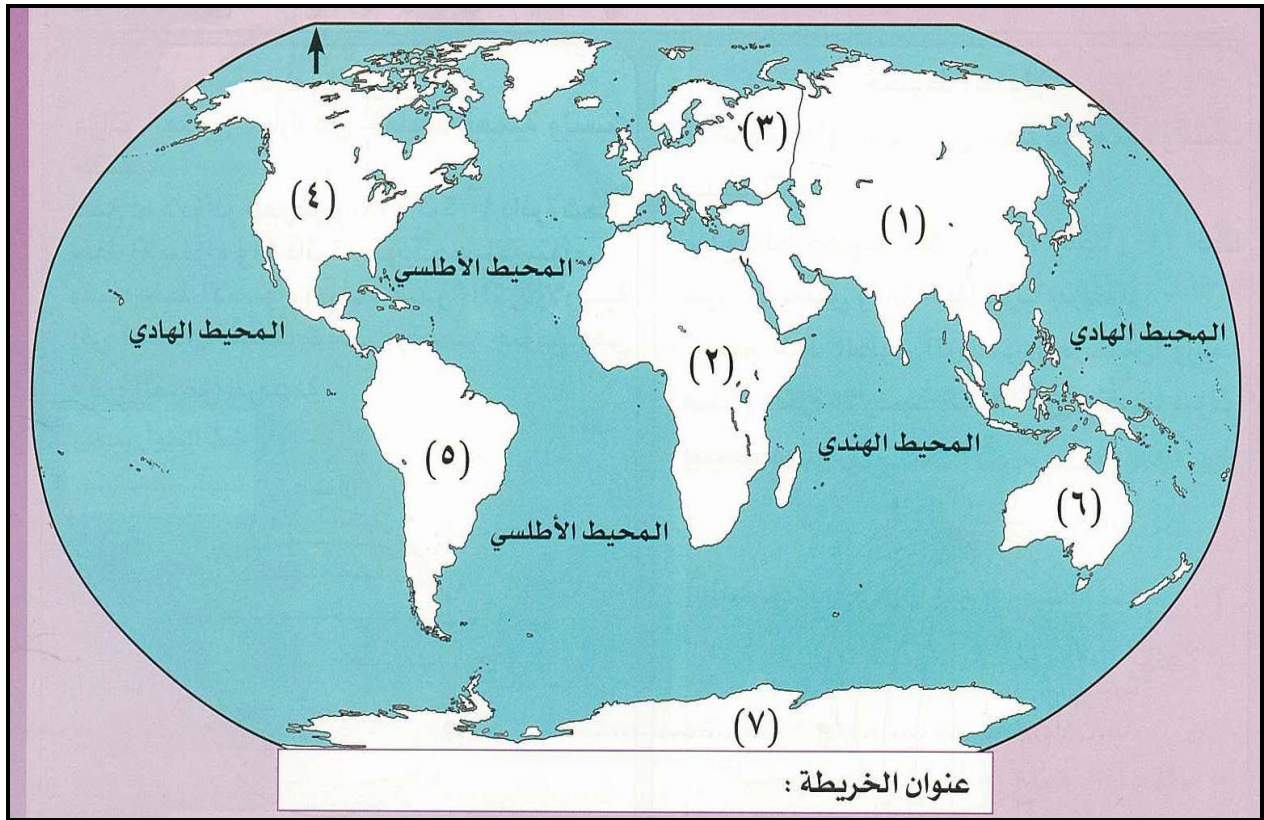 (٣)
(٤)
(١)
المحيط الأطلسي
المحيط الهادي
المحيط الهادي
(٢)
المحيط الهندي
(٥)
(٦)
المحيط الأطلسي
(٧)
عنوان الخريطة :